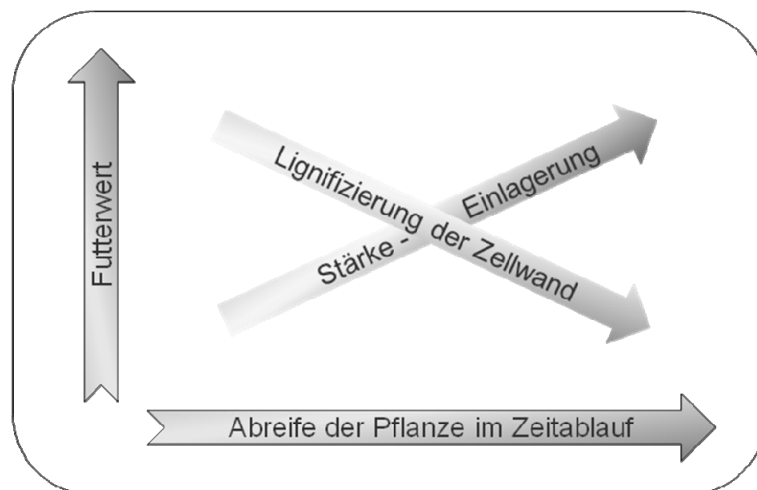 Futterwert
Lignifizierung der Zellwand
Stärke - Einlagerung
Abreife der Pflanze im Zeitablauf